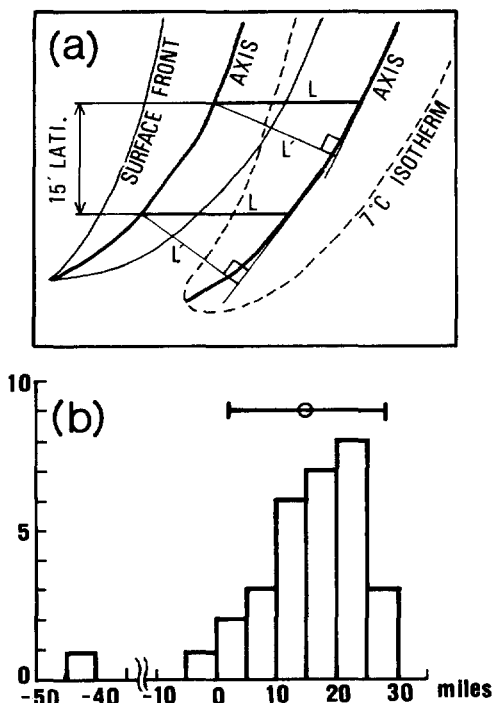 (a)
SURFACE FRONT
AXIS
L
L'
AXIS
15' LATI.
L
L'
7°C ISOTHERM
(b)
10
5
0
-50 -40 -10 0 10 20 30 miles